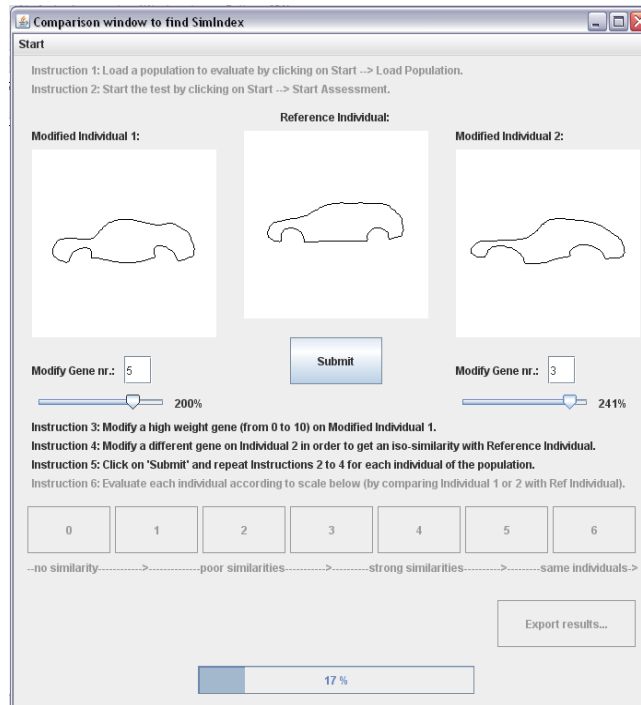 Comparison window to find SimIndex
Start
Instruction 1: Load a population to evaluate by clicking on Start --> Load Population.
Instruction 2: Start the test by clicking on Start --> Start Assessment.
Reference Individual:
Modified Individual 1:
Modified Individual 2:
Submit
Modify Gene nr.: 5
Modify Gene nr.: 3
200%
241%
Instruction 3: Modify a high weight gene (from 0 to 10) on Modified Individual 1.
Instruction 4: Modify a different gene on Individual 2 in order to get an iso-similarity with Reference Individual.
Instruction 5: Click on 'Submit' and repeat Instructions 2 to 4 for each individual of the population.
Instruction 6: Evaluate each individual according to scale below (by comparing Individual 1 or 2 with Ref Individual).
0 1 2 3 4 5 6
--no similarity----------->-------------poor similarities---------->---------strong similarities--------->--------same individuals->
Export results...
17 %